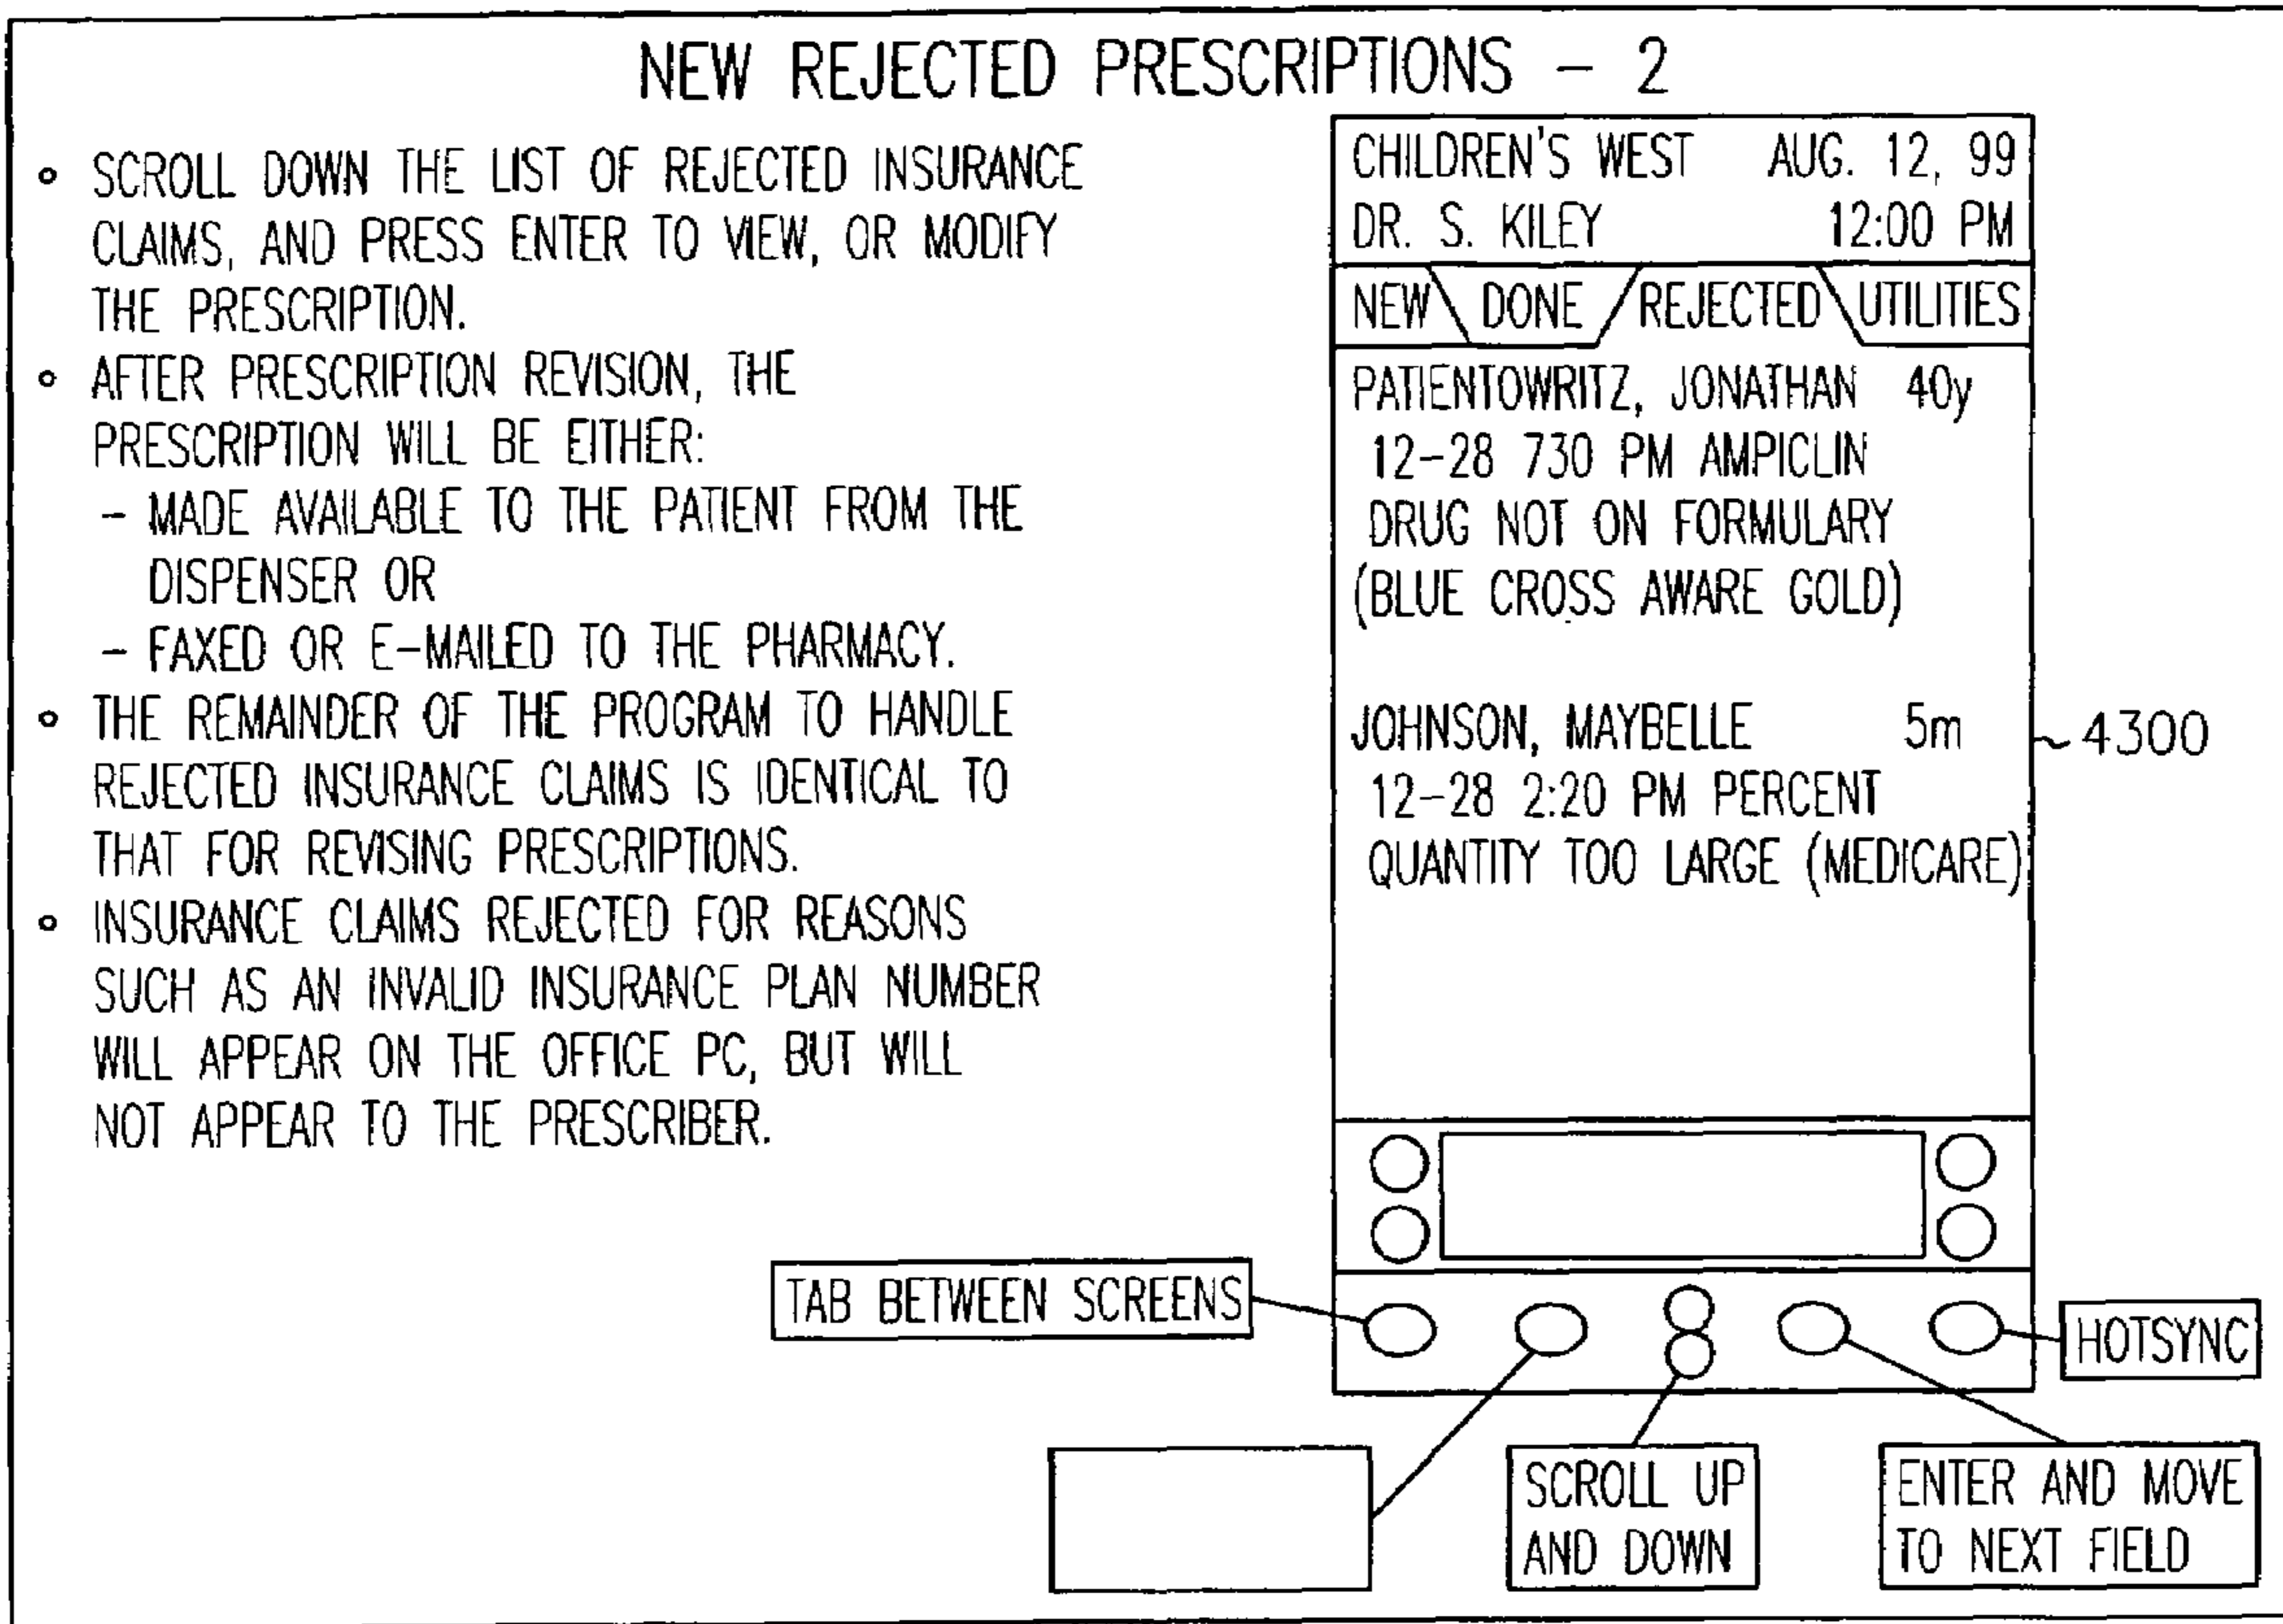 NEW REJECTED PRESCRIPTIONS - 2
° SCROLL DOWN THE LIST OF REJECTED INSURANCE
CLAIMS, AND PRESS ENTER TO VIEW, OR MODIFY
THE PRESCRIPTION.
° AFTER PRESCRIPTION REVISION, THE
PRESCRIPTION WILL BE EITHER:
- MADE AVAILABLE TO THE PATIENT FROM THE
DISPENSER OR
- FAXED OR E-MAILED TO THE PHARMACY.
° THE REMAINDER OF THE PROGRAM TO HANDLE
REJECTED INSURANCE CLAIMS IS IDENTICAL TO
THAT FOR REVISING PRESCRIPTIONS.
° INSURANCE CLAIMS REJECTED FOR REASONS
SUCH AS AN INVALID INSURANCE PLAN NUMBER
WILL APPEAR ON THE OFFICE PC, BUT WILL
NOT APPEAR TO THE PRESCRIBER.
CHILDREN'S WEST AUG. 12, 99
DR. S. KILEY 12:00 PM
NEW DONE REJECTED UTILITIES
PATIENTOWRITZ, JONATHAN 40y
12-28 730 PM AMPICLIN
DRUG NOT ON FORMULARY
(BLUE CROSS AWARE GOLD)
JOHNSON, MAYBELLE 5m
12-28 2:20 PM PERCENT
QUANTITY TOO LARGE (MEDICARE)
4300
TAB BETWEEN SCREENS
HOTSYNC
SCROLL UP
AND DOWN
ENTER AND MOVE
TO NEXT FIELD